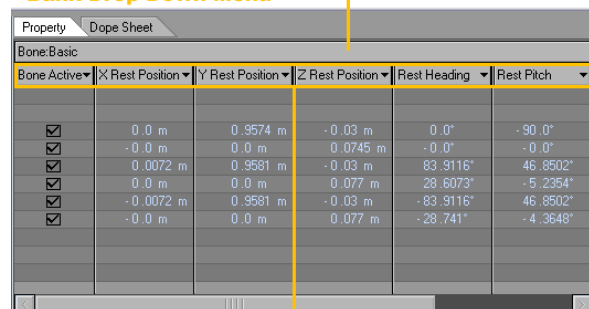 Bank Drop Down Menu
Property Dope Sheet
Bone:Basic
Bone Active X Rest Position Y Rest Position Z Rest Position Rest Heading Rest Pitch
0.0 m 0.9574 m -0.03 m 0.0° -90.0°
-0.0 m 0.0 m 0.0745 m -0.0° -0.0°
0.0072 m 0.9581 m -0.03 m 83.9116° 46.8502°
0.0 m 0.0 m 0.077 m 28.6073° -5.2354°
-0.0072 m 0.9581 m -0.03 m -83.9116° 46.8502°
-0.0 m 0.0 m 0.077 m -28.741° -4.3648°